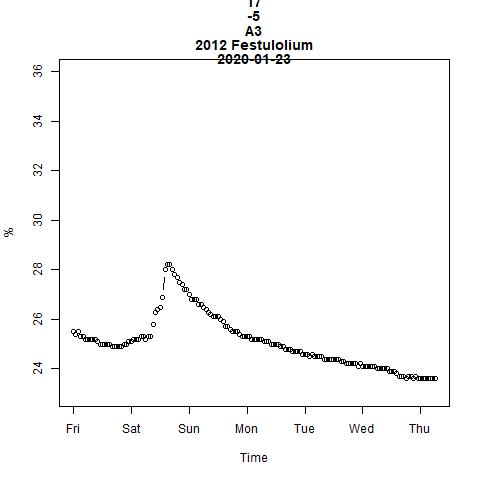 17
-5
A3
2012 Festulolium
2020-01-23
36
34
32
30
28
26
24
%
Fri Sat Sun Mon Tue Wed Thu
Time